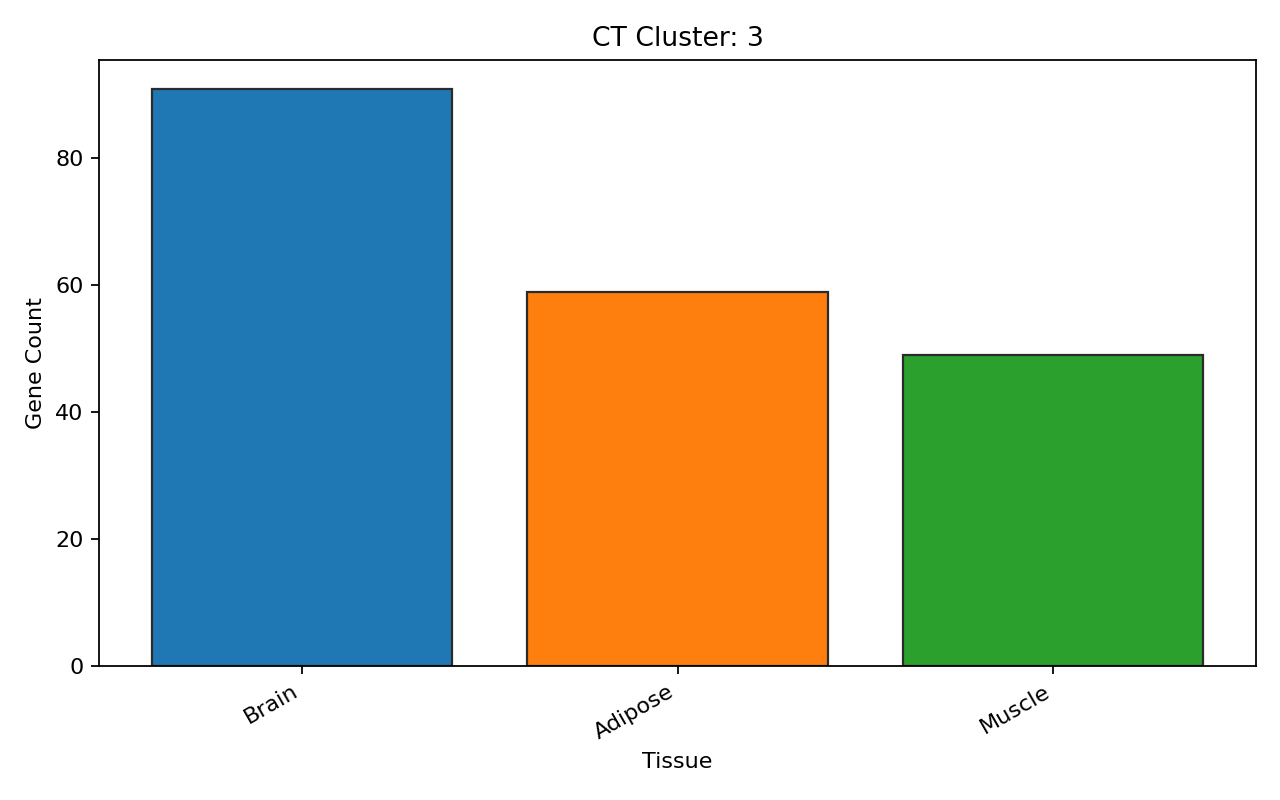 CT Cluster: 3
Gene Count
80
60
40
20
0
Brain
Adipose
Muscle
Tissue